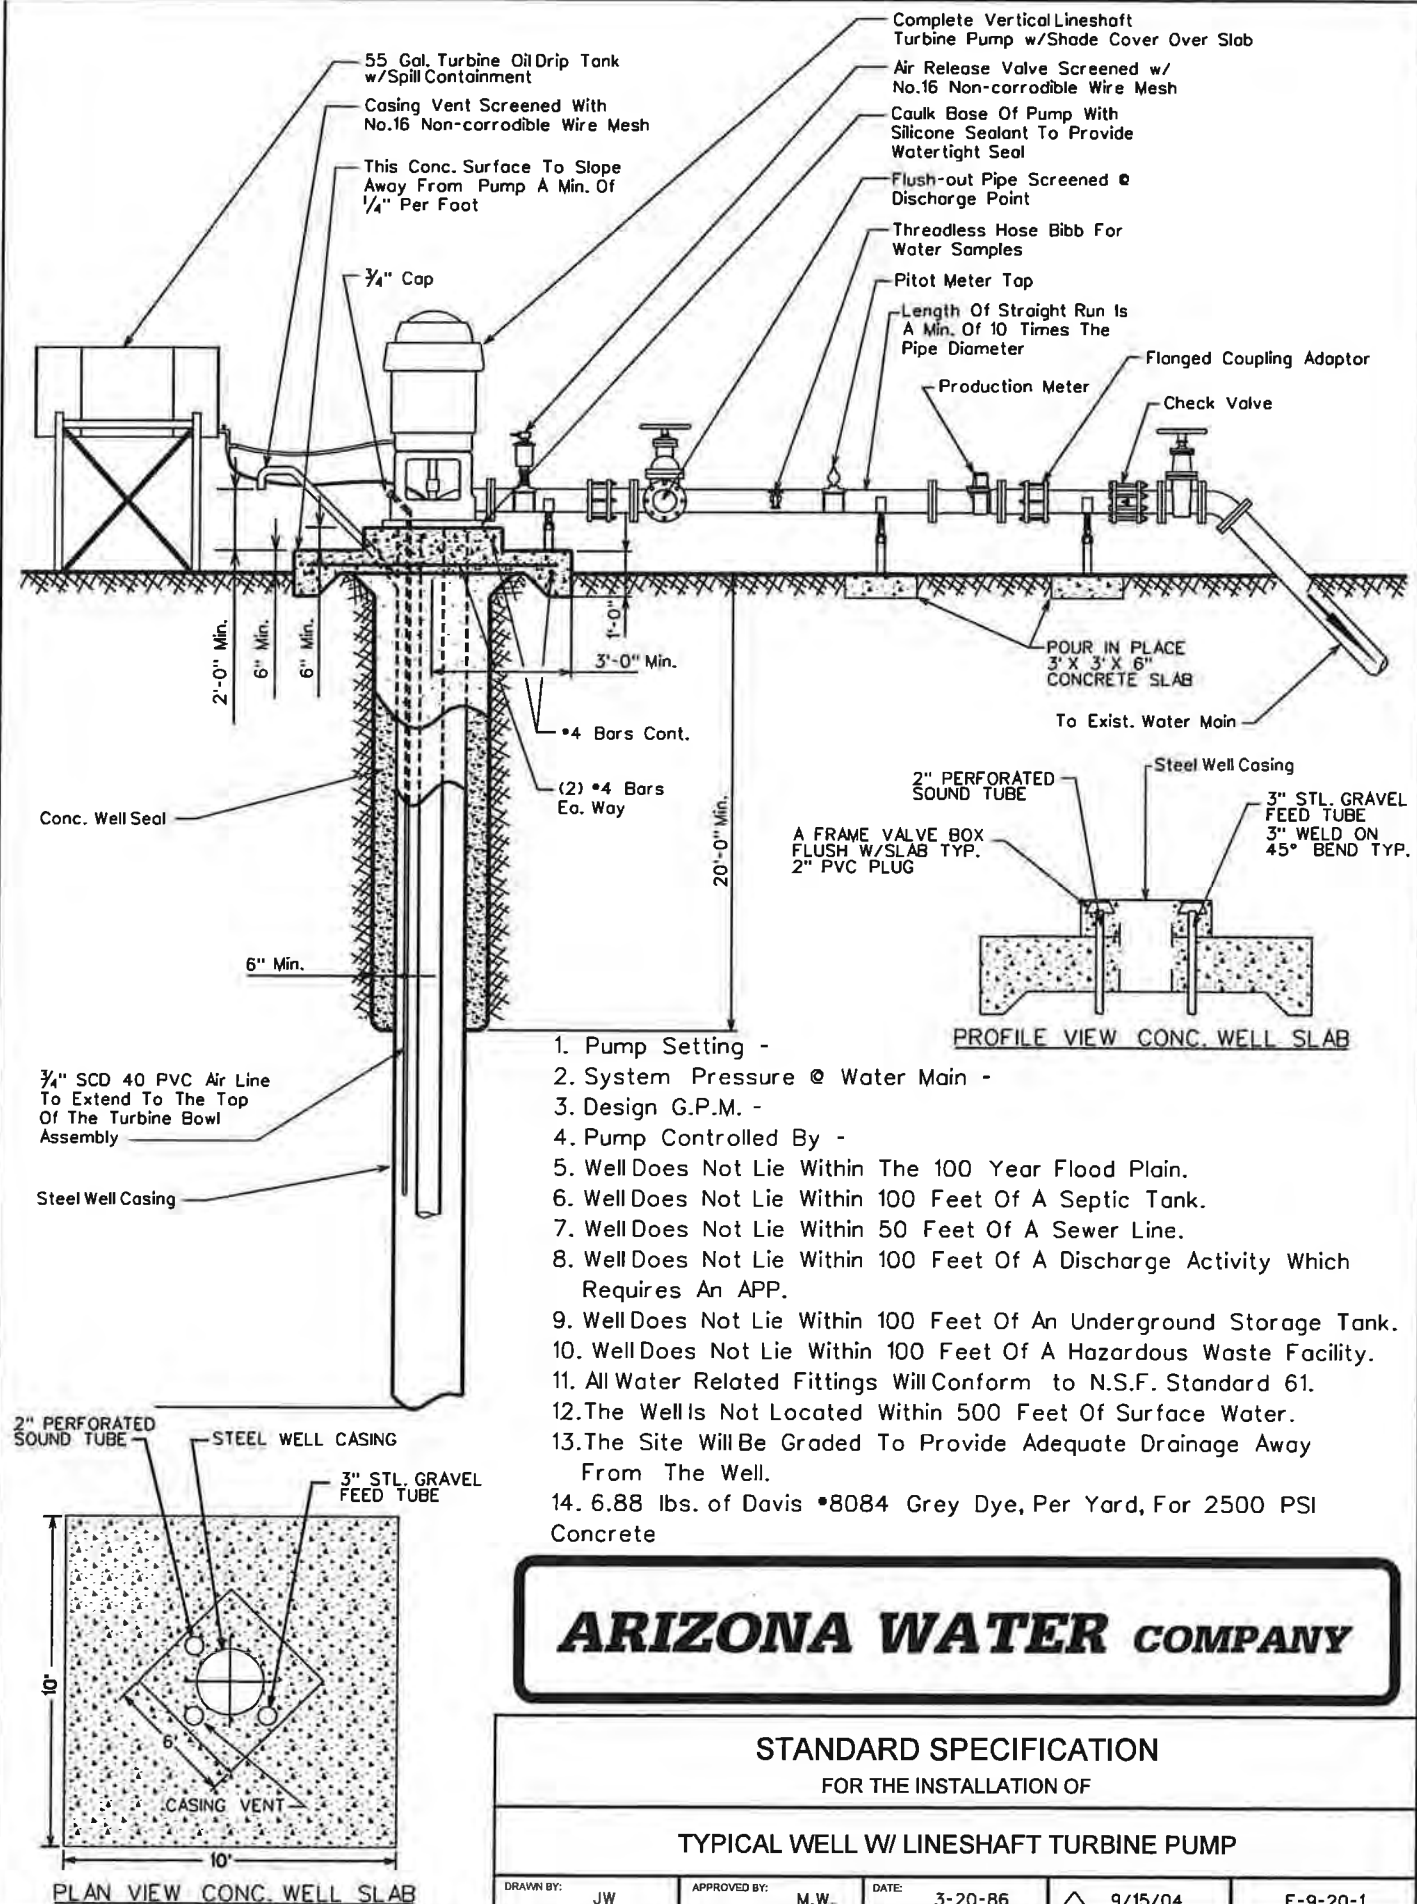 Complete Vertical Lineshaft
Turbine Pump w/Shade Cover Over Slab
55 Gal. Turbine Oil Drip Tank
w/Spill Containment
Air Release Valve Screened w/
No.16 Non-corrodible Wire Mesh
Casing Vent Screened With
No.16 Non-corrodible Wire Mesh
Caulk Base Of Pump With
Silicone Sealant To Provide
Watertight Seal
This Conc. Surface To Slope
Away From Pump A Min. Of
1/4" Per Foot
Flush-out Pipe Screened @
Discharge Point
Threadless Hose Bibb For
Water Samples
3/4" Cap
Pitot Meter Tap
Length Of Straight Run Is
A Min. Of 10 Times The
Pipe Diameter
Flanged Coupling Adaptor
Production Meter
Check Valve
2'-0" Min.
6" Min.
6" Min.
1'-0"
3'-0" Min.
POUR IN PLACE
3' X 3' X 6"
CONCRETE SLAB
To Exist. Water Main
#4 Bars Cont.
(2) #4 Bars
Ea. Way
Conc. Well Seal
20'-0" Min.
2" PERFORATED
SOUND TUBE
Steel Well Casing
3" STL. GRAVEL
FEED TUBE
3" WELD ON
45° BEND TYP.
A FRAME VALVE BOX
FLUSH W/SLAB TYP.
2" PVC PLUG
6" Min.
PROFILE VIEW CONC. WELL SLAB
3/4" SCD 40 PVC Air Line
To Extend To The Top
Of The Turbine Bowl
Assembly
Steel Well Casing
1. Pump Setting -
2. System Pressure @ Water Main -
3. Design G.P.M. -
4. Pump Controlled By -
5. Well Does Not Lie Within The 100 Year Flood Plain.
6. Well Does Not Lie Within 100 Feet Of A Septic Tank.
7. Well Does Not Lie Within 50 Feet Of A Sewer Line.
8. Well Does Not Lie Within 100 Feet Of A Discharge Activity Which
Requires An APP.
9. Well Does Not Lie Within 100 Feet Of An Underground Storage Tank.
10. Well Does Not Lie Within 100 Feet Of A Hazardous Waste Facility.
11. All Water Related Fittings Will Conform to N.S.F. Standard 61.
12. The Well Is Not Located Within 500 Feet Of Surface Water.
13. The Site Will Be Graded To Provide Adequate Drainage Away
From The Well.
14. 6.88 lbs. of Davis #8084 Grey Dye, Per Yard, For 2500 PSI
Concrete
2" PERFORATED
SOUND TUBE
STEEL WELL CASING
3" STL. GRAVEL
FEED TUBE
10'
6'
CASING VENT
10'
PLAN VIEW CONC. WELL SLAB
ARIZONA WATER COMPANY
STANDARD SPECIFICATION
FOR THE INSTALLATION OF
TYPICAL WELL W/ LINESHAFT TURBINE PUMP
DRAWN BY: JW
APPROVED BY: M.W.
DATE: 3-20-86
9/15/04
E-9-20-1